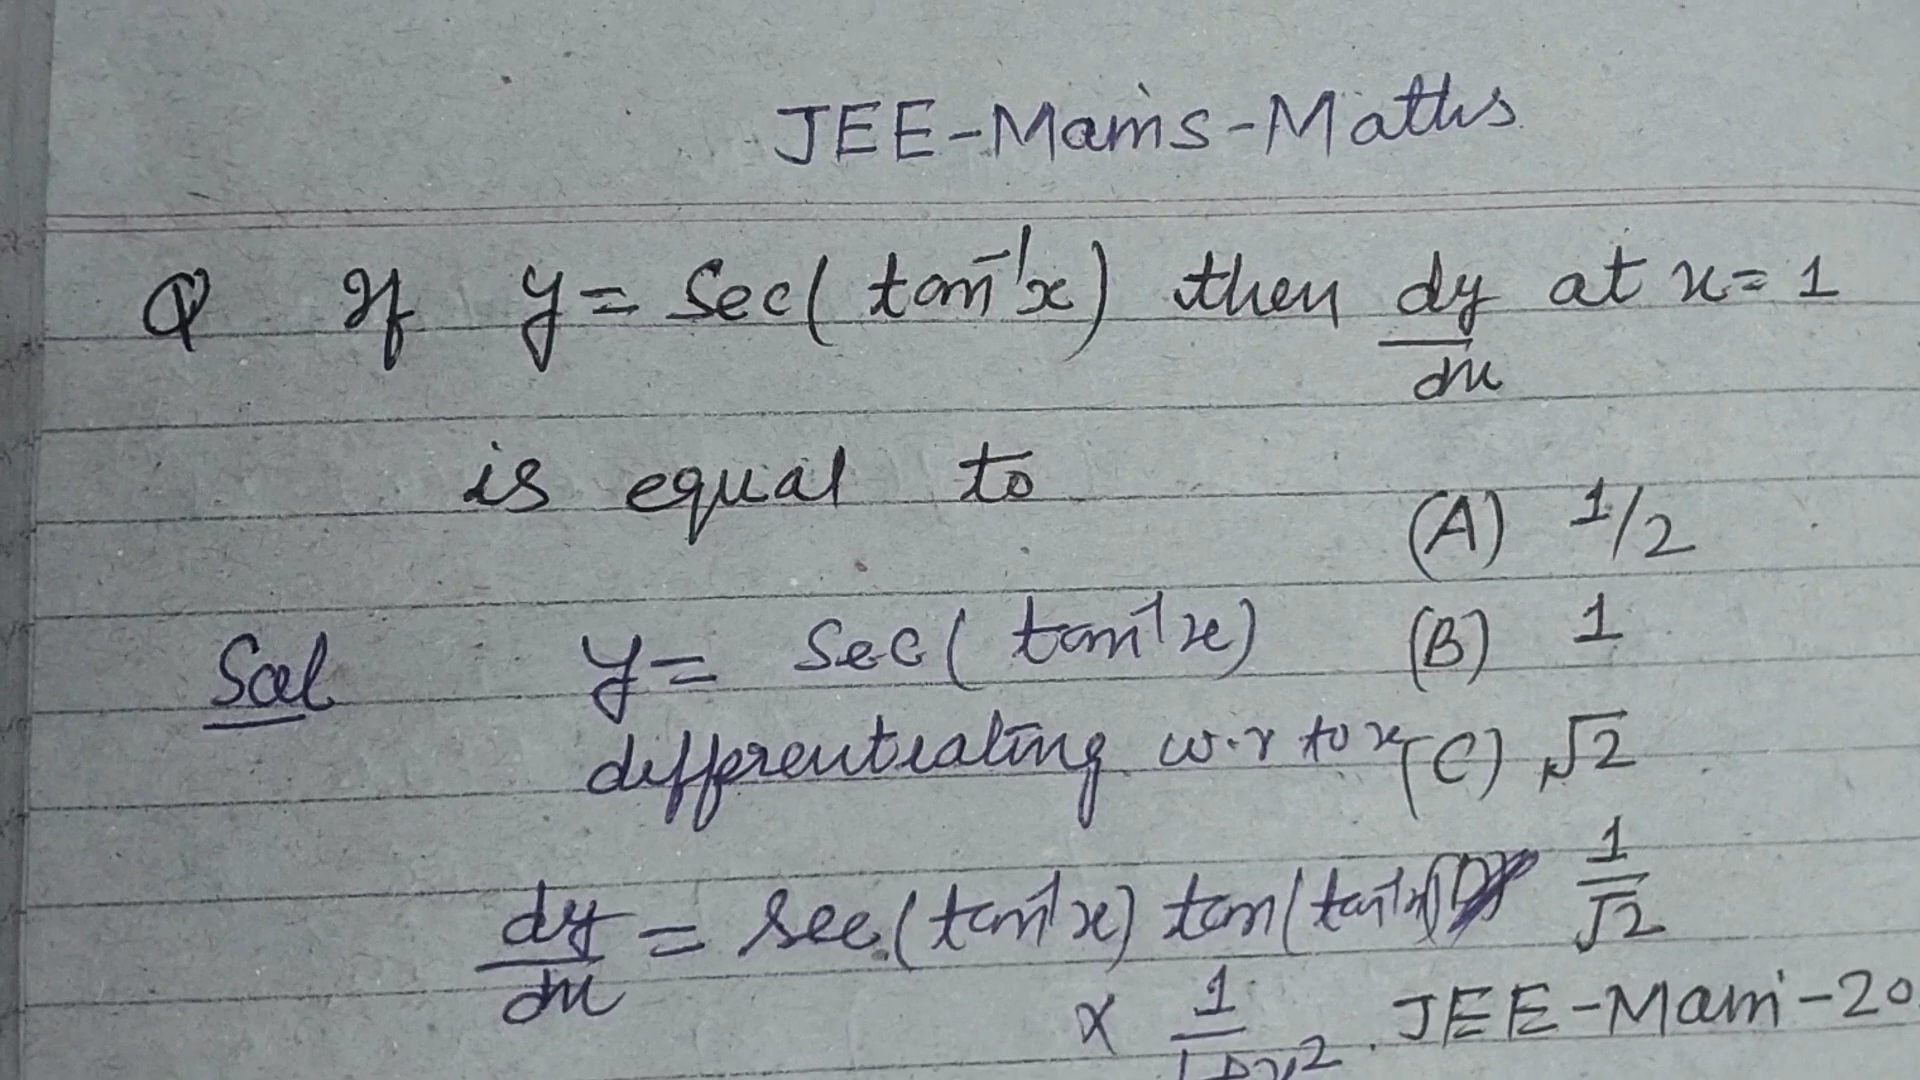 JEE-Mains-Maths
Q If y = Sec(tan⁻¹x) then dy/dx at x=1
is equal to
(A) 1/2
Sol y = Sec(tan⁻¹x) (B) 1
differentiating w.r to x (C) √2
dy/dx = sec(tan⁻¹x) tan(tan⁻¹x) 1/√2
× 1/1+x² . JEE-Main-20